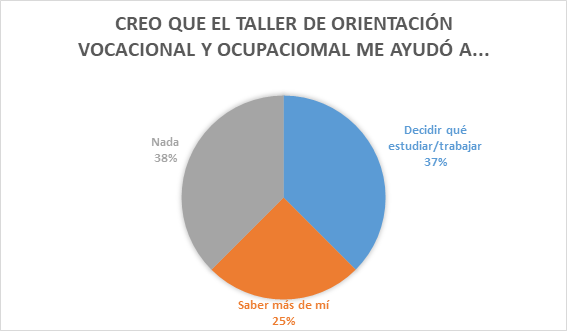 CREO QUE EL TALLER DE ORIENTACIÓN
VOCACIONAL Y OCUPACIOMAL ME AYUDÓ A...
Decidir qué
estudiar/trabajar
37%
Nada
38%
Saber más de mí
25%